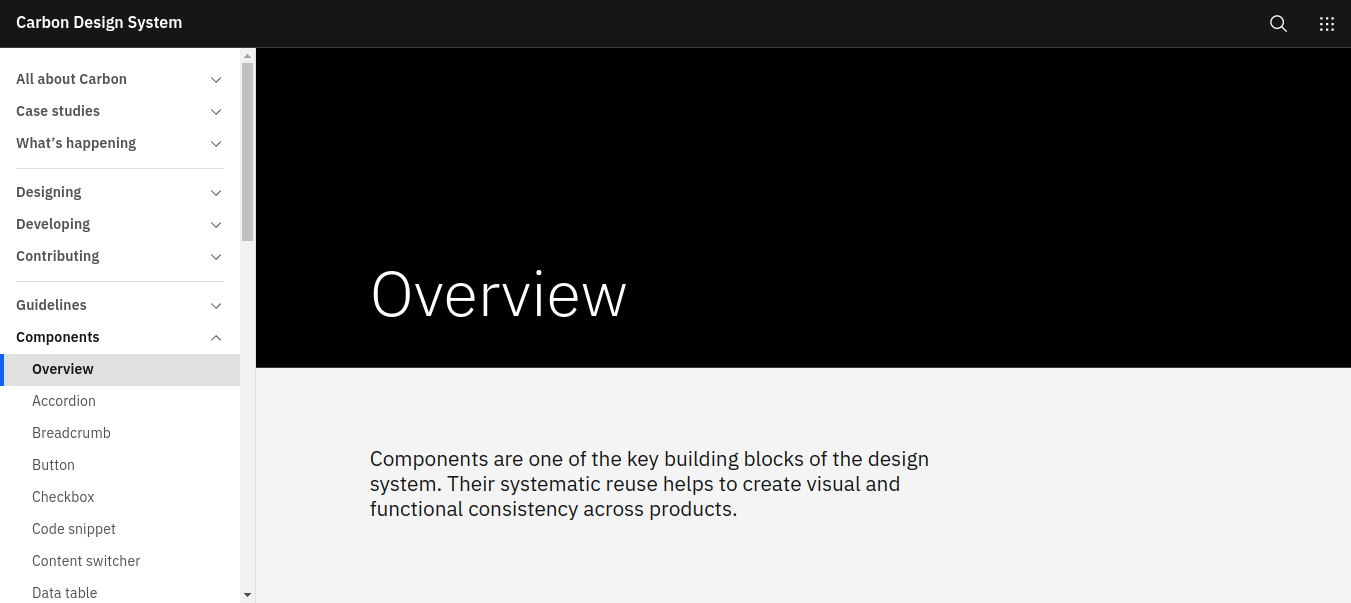 Carbon Design System
All about Carbon
Case studies
What’s happening
Designing
Developing
Contributing
Guidelines
Components
Overview
Accordion
Breadcrumb
Button
Checkbox
Code snippet
Content switcher
Data table
Overview
Components are one of the key building blocks of the design
system. Their systematic reuse helps to create visual and
functional consistency across products.